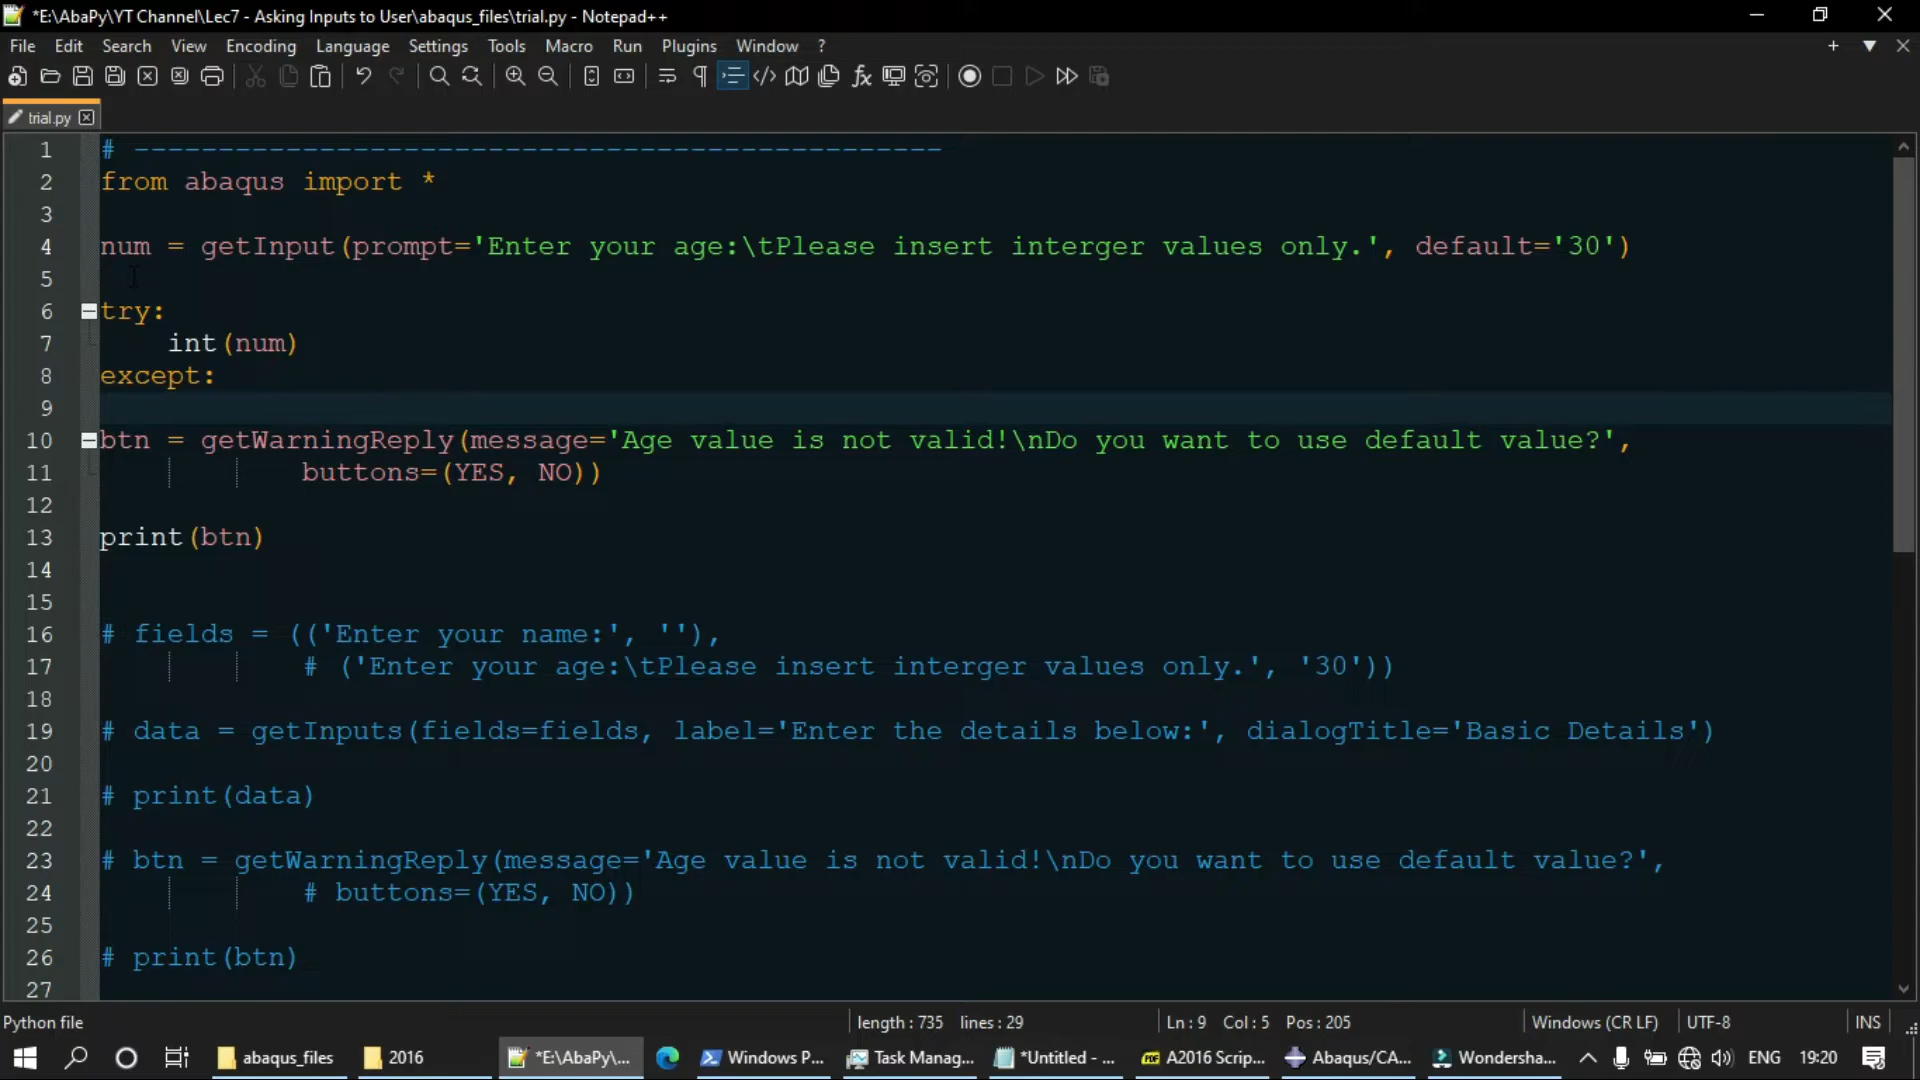 *E:\AbaPy\YT Channel\Lec7 - Asking Inputs to User\abaqus_files\trial.py - Notepad++
File Edit Search View Encoding Language Settings Tools Macro Run Plugins Window ?
trial.py
1 # ------------------------------------------------
2 from abaqus import *
3
4 num = getInput(prompt='Enter your age:\tPlease insert interger values only.', default='30')
5
6 try:
7 int(num)
8 except:
9
10 btn = getWarningReply(message='Age value is not valid!\nDo you want to use default value?',
11 buttons=(YES, NO))
12
13 print(btn)
14
15
16 # fields = (('Enter your name:', ''),
17 # ('Enter your age:\tPlease insert interger values only.', '30'))
18
19 # data = getInputs(fields=fields, label='Enter the details below:', dialogTitle='Basic Details')
20
21 # print(data)
22
23 # btn = getWarningReply(message='Age value is not valid!\nDo you want to use default value?',
24 # buttons=(YES, NO))
25
26 # print(btn)
27
Python file length : 735 lines : 29 Ln : 9 Col : 5 Pos : 205 Windows (CR LF) UTF-8 INS
abaqus_files 2016 *E:\AbaPy\... Windows P... Task Manag... *Untitled - ... A2016 Scrip... Abaqus/CA... Wondersha... ENG 19:20